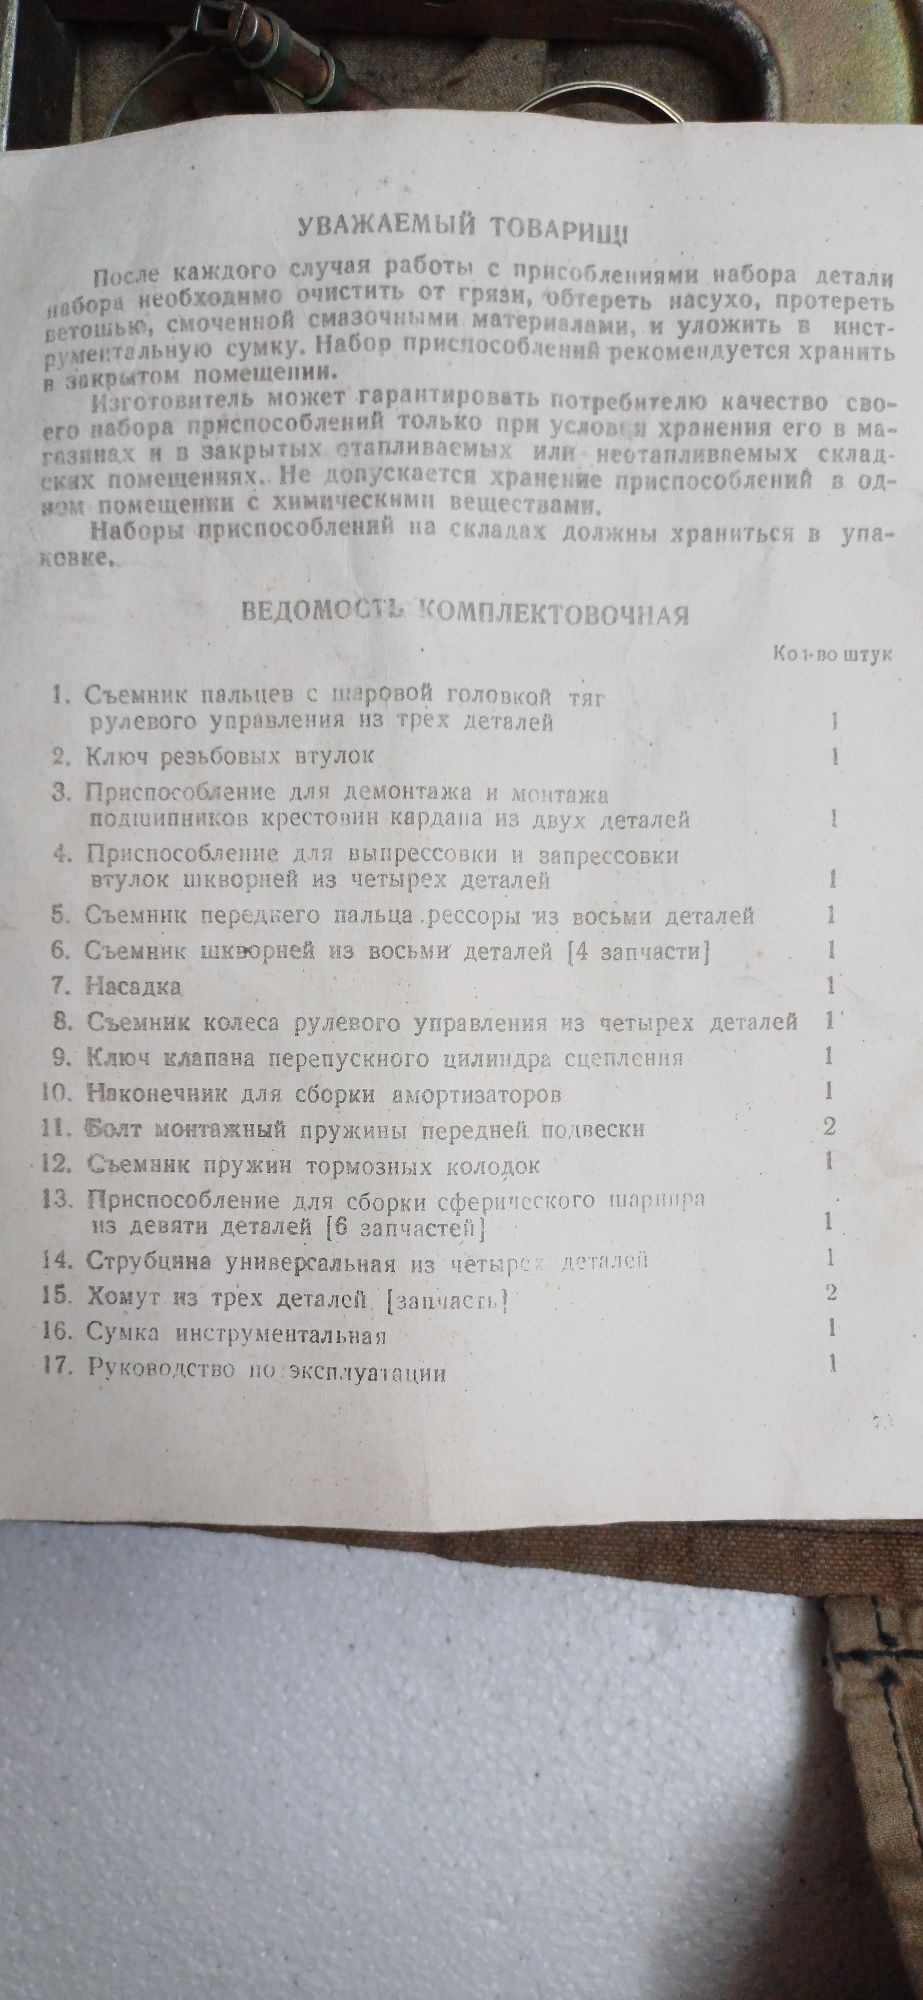 УВАЖАЕМЫЙ ТОВАРИЩ!
После каждого случая работы с присоблениями набора детали
набора необходимо очистить от грязи, обтереть насухо, протереть
ветошью, смоченной смазочными материалами, и уложить в инст-
рументальную сумку. Набор приспособлений рекомендуется хранить
в закрытом помещении.
Изготовитель может гарантировать потребителю качество сво-
его набора приспособлений только при условии хранения его в ма-
газинах и в закрытых отапливаемых или неотапливаемых склад-
ских помещениях. Не допускается хранение приспособлений в од-
ном помещении с химическими веществами.
Наборы приспособлений на складах должны храниться в упа-
ковке.
ВЕДОМОСТЬ КОМПЛЕКТОВОЧНАЯ
Кол-во штук
1. Съемник пальцев с шаровой головкой тяг
рулевого управления из трех деталей 1
2. Ключ резьбовых втулок 1
3. Приспособление для демонтажа и монтажа
подшипников крестовин кардана из двух деталей 1
4. Приспособление для выпрессовки и запрессовки
втулок шкворней из четырех деталей 1
5. Съемник переднего пальца рессоры из восьми деталей 1
6. Съемник шкворней из восьми деталей [4 запчасти] 1
7. Насадка 1
8. Съемник колеса рулевого управления из четырех деталей 1
9. Ключ клапана перепускного цилиндра сцепления 1
10. Наконечник для сборки амортизаторов 1
11. Болт монтажный пружины передней подвески 2
12. Съемник пружин тормозных колодок 1
13. Приспособление для сборки сферического шарнира
из девяти деталей [6 запчастей] 1
14. Струбцина универсальная из четырех деталей 1
15. Хомут из трех деталей [запчасть] 2
16. Сумка инструментальная 1
17. Руководство по эксплуатации 1